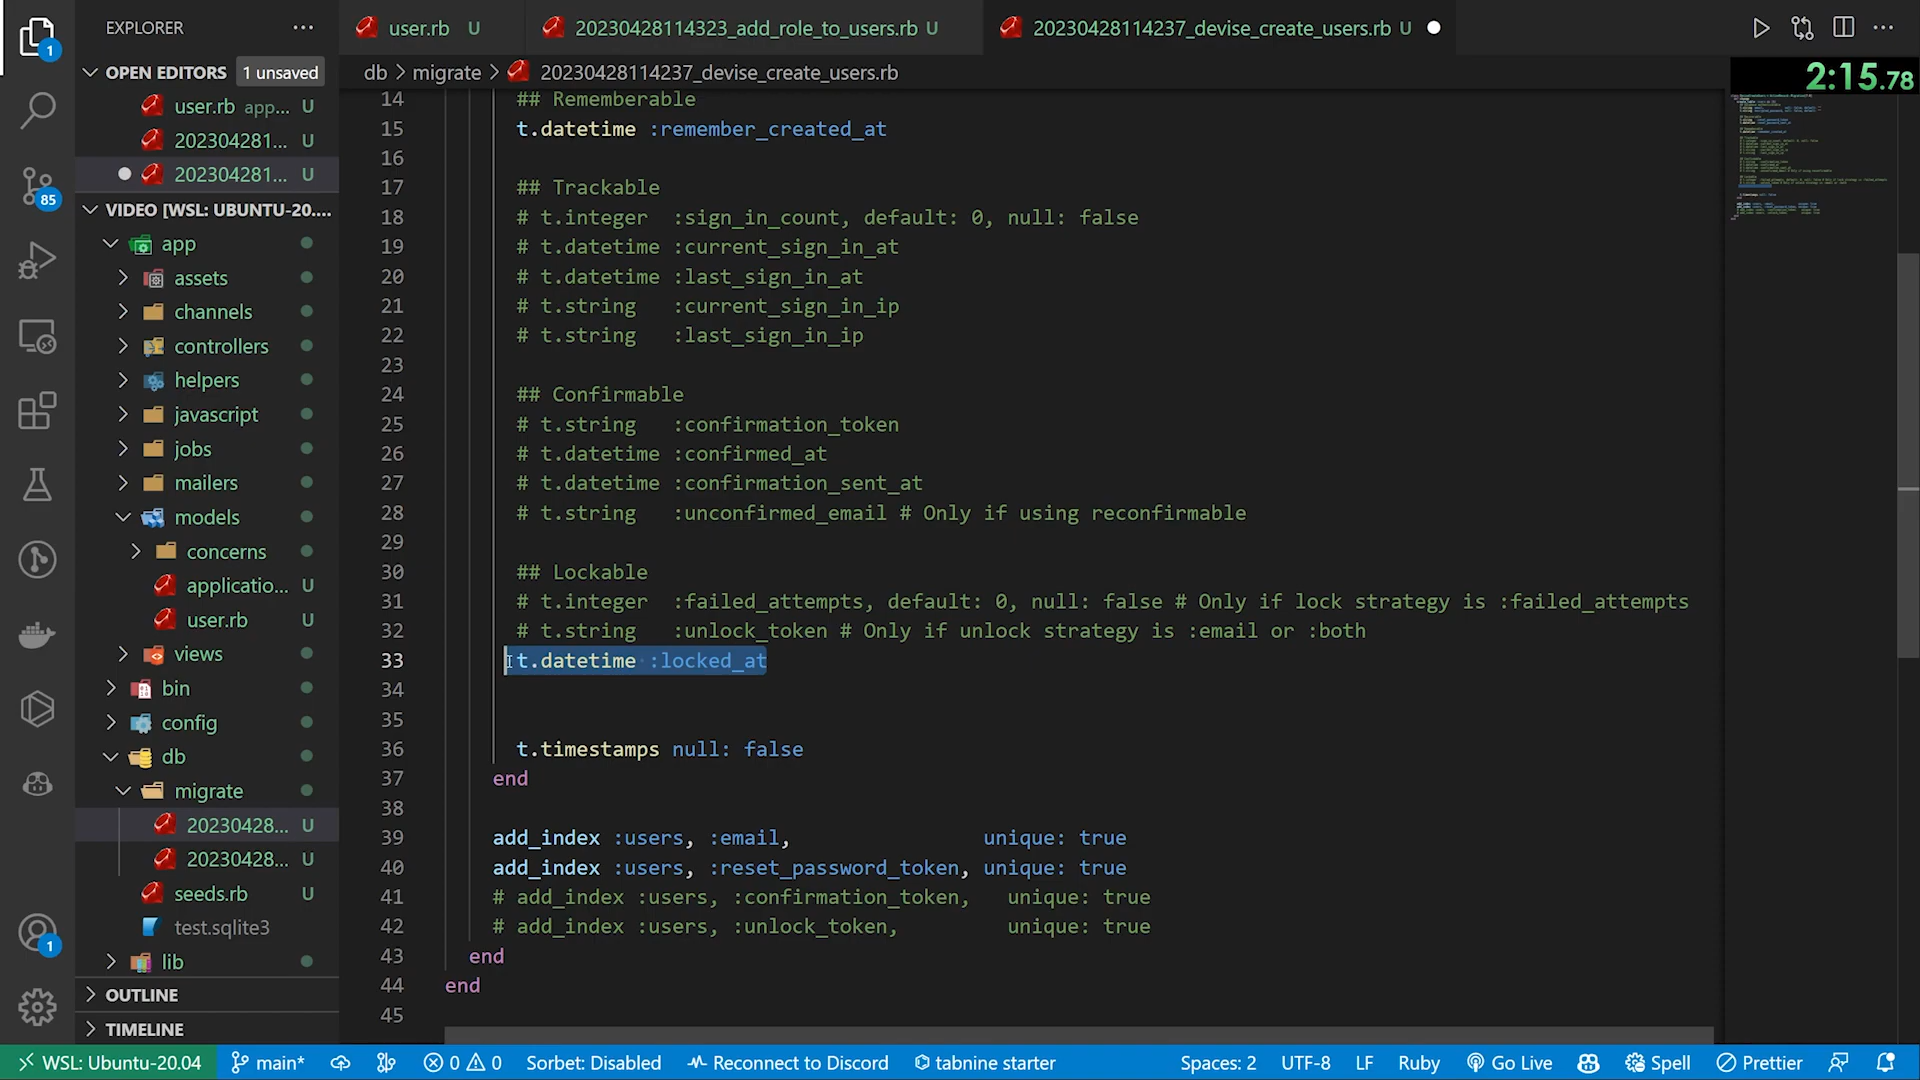 EXPLORER
user.rb U
20230428114323_add_role_to_users.rb U
20230428114237_devise_create_users.rb U
1
OPEN EDITORS 1 unsaved
db > migrate > 20230428114237_devise_create_users.rb
2:15.78
user.rb app... U
202304281... U
202304281... U
85
VIDEO [WSL: UBUNTU-20....
app
assets
channels
controllers
helpers
javascript
jobs
mailers
models
concerns
applicatio... U
user.rb U
views
bin
config
db
migrate
20230428... U
20230428... U
seeds.rb U
test.sqlite3
lib
OUTLINE
TIMELINE
1
14 ## Rememberable
15 t.datetime :remember_created_at
16
17 ## Trackable
18 # t.integer :sign_in_count, default: 0, null: false
19 # t.datetime :current_sign_in_at
20 # t.datetime :last_sign_in_at
21 # t.string :current_sign_in_ip
22 # t.string :last_sign_in_ip
23
24 ## Confirmable
25 # t.string :confirmation_token
26 # t.datetime :confirmed_at
27 # t.datetime :confirmation_sent_at
28 # t.string :unconfirmed_email # Only if using reconfirmable
29
30 ## Lockable
31 # t.integer :failed_attempts, default: 0, null: false # Only if lock strategy is :failed_attempts
32 # t.string :unlock_token # Only if unlock strategy is :email or :both
33 t.datetime :locked_at
34
35
36 t.timestamps null: false
37 end
38
39 add_index :users, :email, unique: true
40 add_index :users, :reset_password_token, unique: true
41 # add_index :users, :confirmation_token, unique: true
42 # add_index :users, :unlock_token, unique: true
43 end
44 end
45
WSL: Ubuntu-20.04 main* 0 0 Sorbet: Disabled Reconnect to Discord tabnine starter Spaces: 2 UTF-8 LF Ruby Go Live Spell Prettier